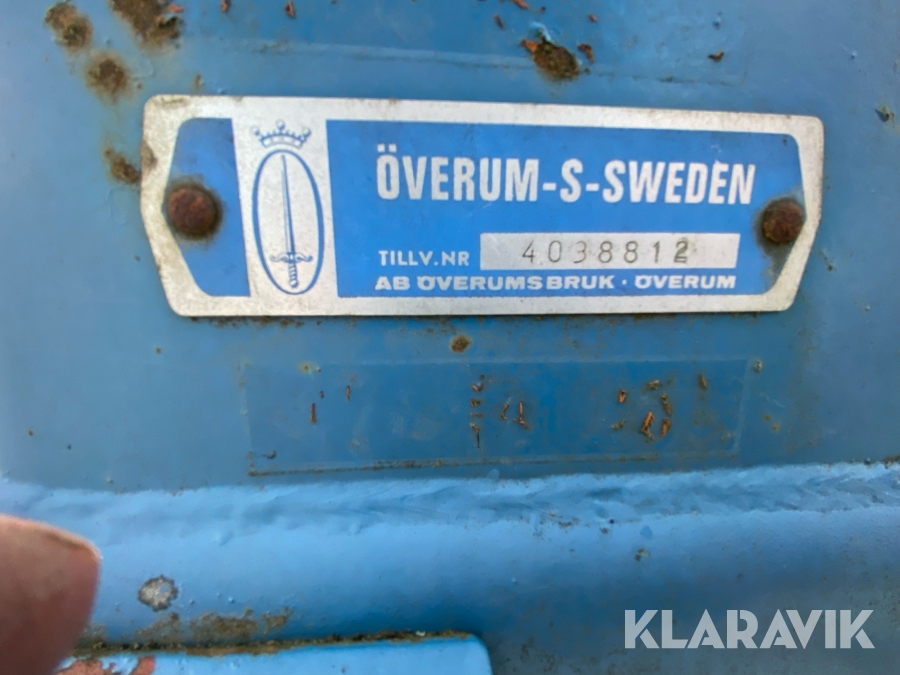 ÖVERUM-S-SWEDEN
TILLV.NR 4038812
AB ÖVERUMSBRUK · ÖVERUM
KLARAVIK